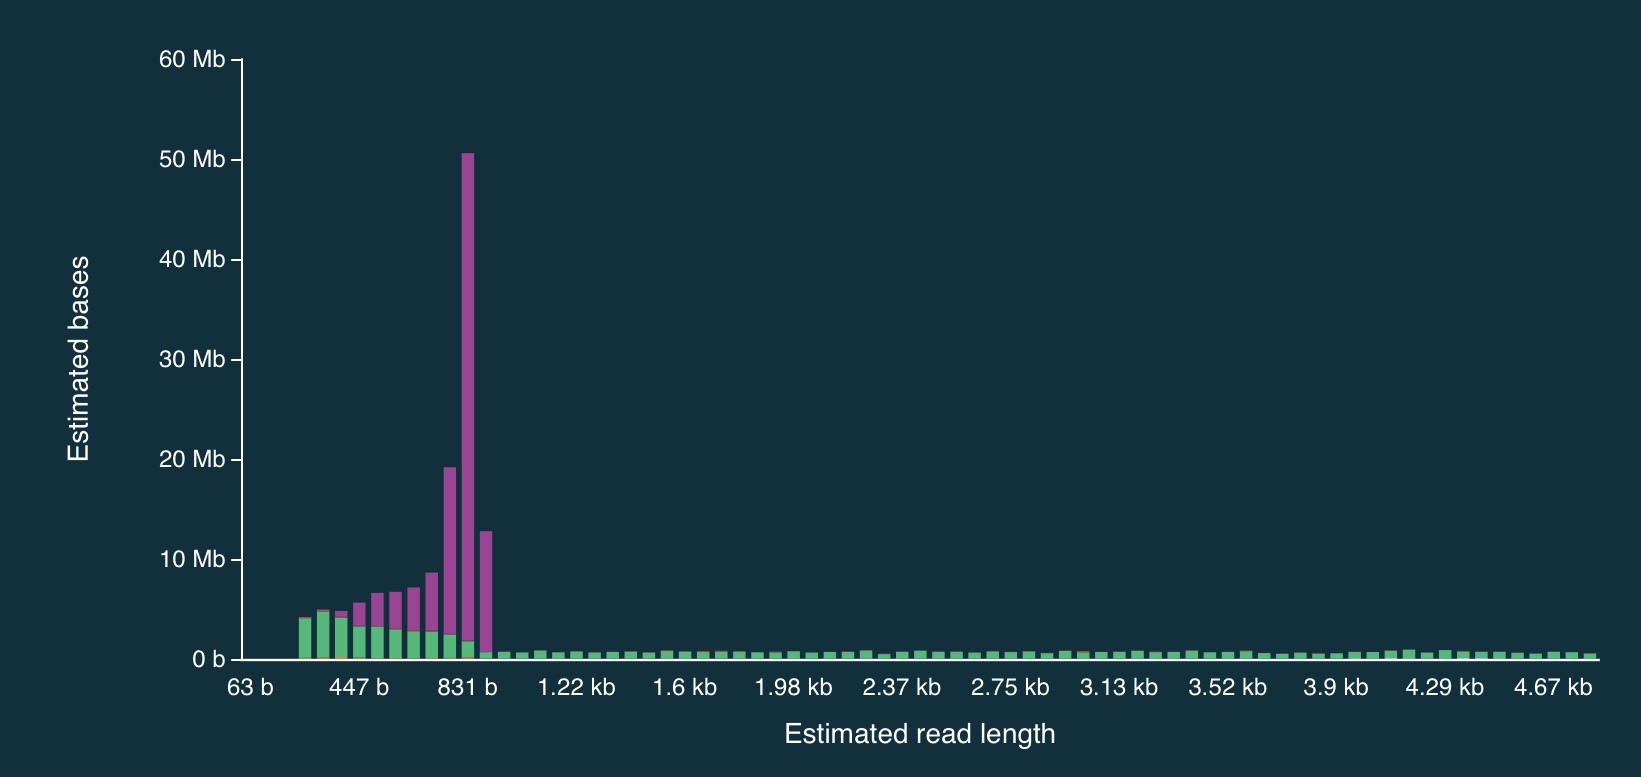 60 Mb
50 Mb
40 Mb
30 Mb
20 Mb
10 Mb
0 b
Estimated bases
63 b 447 b 831 b 1.22 kb 1.6 kb 1.98 kb 2.37 kb 2.75 kb 3.13 kb 3.52 kb 3.9 kb 4.29 kb 4.67 kb
Estimated read length